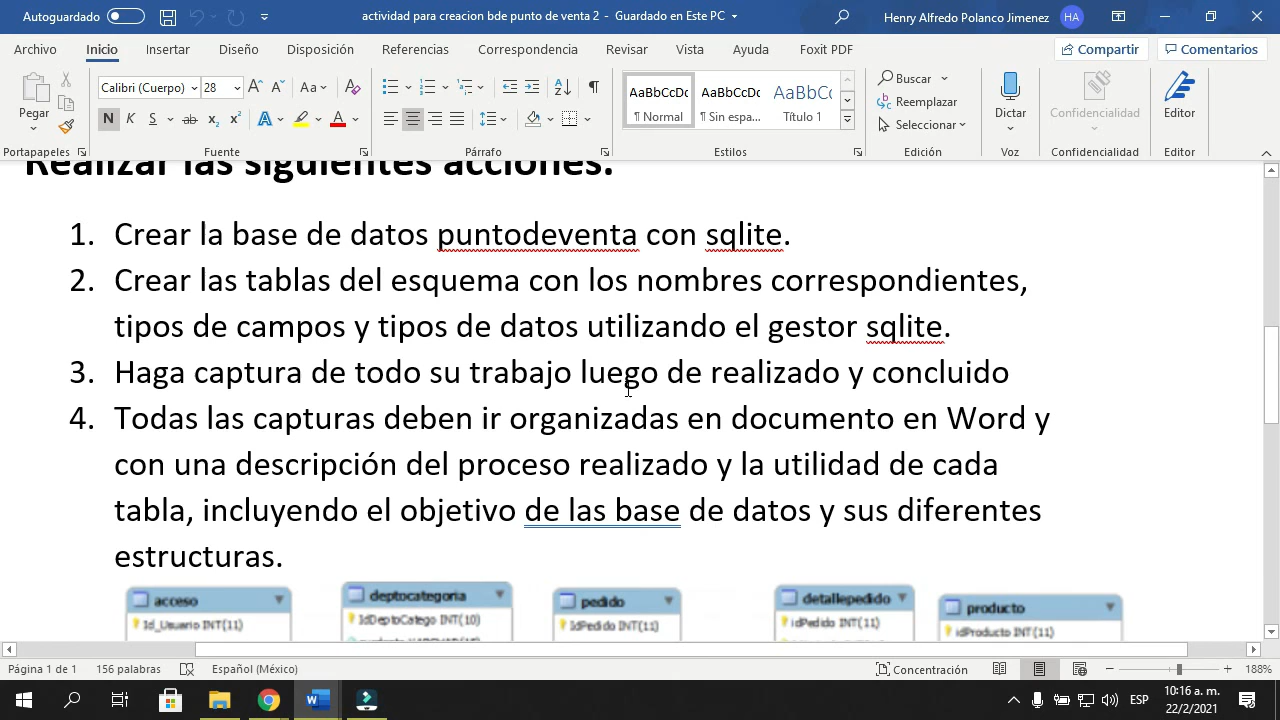 Autoguardado
actividad para creacion bde punto de venta 2 - Guardado en Este PC
Henry Alfredo Polanco Jimenez HA
Archivo Inicio Insertar Diseño Disposición Referencias Correspondencia Revisar Vista Ayuda Foxit PDF Compartir Comentarios
Pegar
Calibri (Cuerpo) 28
N K S ab x₂ x² A A
Aa
AaBbCcDc AaBbCcDc AaBbCc
¶ Normal ¶ Sin espa... Título 1
Buscar
Reemplazar
Seleccionar
Dictar
Confidencialidad
Editor
Portapapeles Fuente Párrafo Estilos Edición Voz Confidencialidad Editor
Realizar las siguientes acciones.
1. Crear la base de datos puntodeventa con sqlite.
2. Crear las tablas del esquema con los nombres correspondientes,
tipos de campos y tipos de datos utilizando el gestor sqlite.
3. Haga captura de todo su trabajo luego de realizado y concluido
4. Todas las capturas deben ir organizadas en documento en Word y
con una descripción del proceso realizado y la utilidad de cada
tabla, incluyendo el objetivo de las base de datos y sus diferentes
estructuras.
acceso deptocategoria pedido detallepedido producto
Id_Usuario INT(11) IdDeptoCatego INT(10) IdPedido INT(11) idPedido INT(11) idProducto INT(11)
Página 1 de 1 156 palabras Español (México) Concentración 188%
ESP
10:16 a. m.
22/2/2021